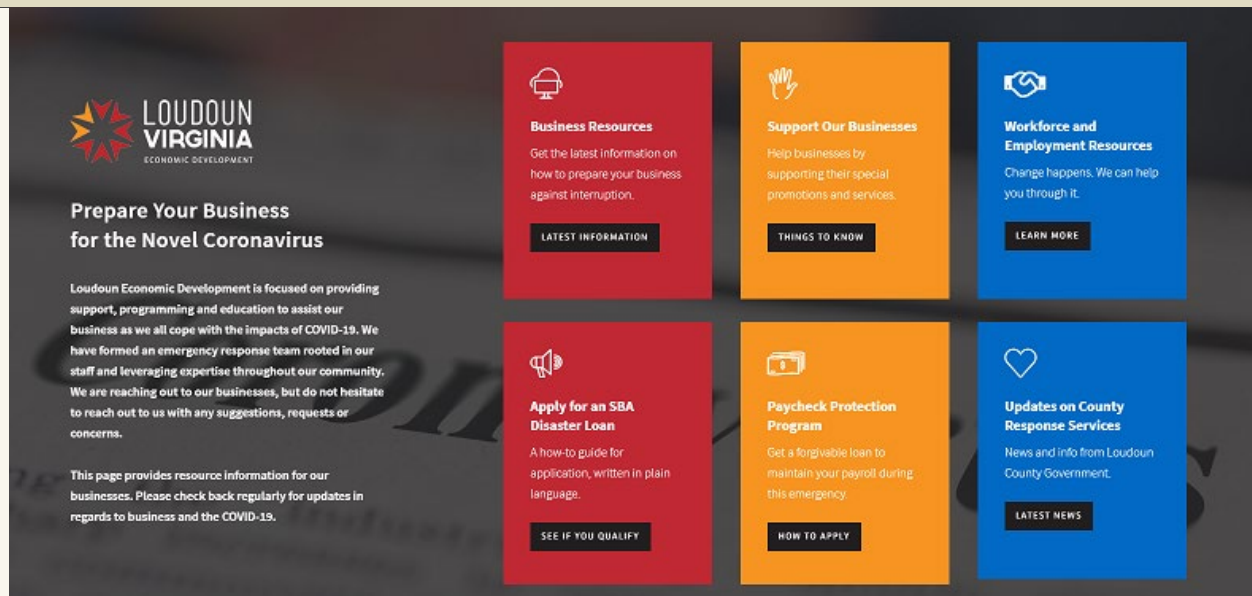 LOUDOUN
VIRGINIA
ECONOMIC DEVELOPMENT
Prepare Your Business
for the Novel Coronavirus
Loudoun Economic Development is focused on providing
support, programming and education to assist our
business as we all cope with the impacts of COVID-19. We
have formed an emergency response team rooted in our
staff and leveraging expertise throughout our community.
We are reaching out to our businesses, but do not hesitate
to reach out to us with any suggestions, requests or
concerns.
This page provides resource information for our
businesses. Please check back regularly for updates in
regards to business and the COVID-19.
Business Resources
Get the latest information on
how to prepare your business
against interruption.
LATEST INFORMATION
Support Our Businesses
Help businesses by
supporting their special
promotions and services.
THINGS TO KNOW
Workforce and
Employment Resources
Change happens. We can help
you through it.
LEARN MORE
Apply for an SBA
Disaster Loan
A how-to guide for
application, written in plain
language.
SEE IF YOU QUALIFY
Paycheck Protection
Program
Get a forgivable loan to
maintain your payroll during
this emergency.
HOW TO APPLY
Updates on County
Response Services
News and info from Loudoun
County Government.
LATEST NEWS